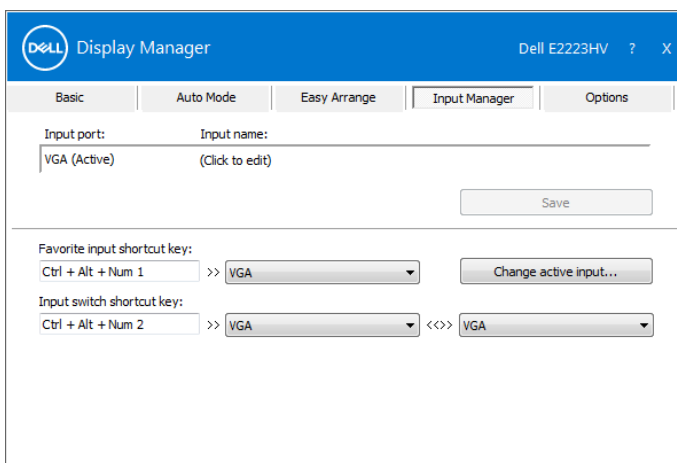 DELL Display Manager Dell E2223HV ? X
Basic Auto Mode Easy Arrange Input Manager Options
Input port: Input name:
VGA (Active) (Click to edit)
Save
Favorite input shortcut key:
Ctrl + Alt + Num 1 >> VGA Change active input...
Input switch shortcut key:
Ctrl + Alt + Num 2 >> VGA <<>> VGA